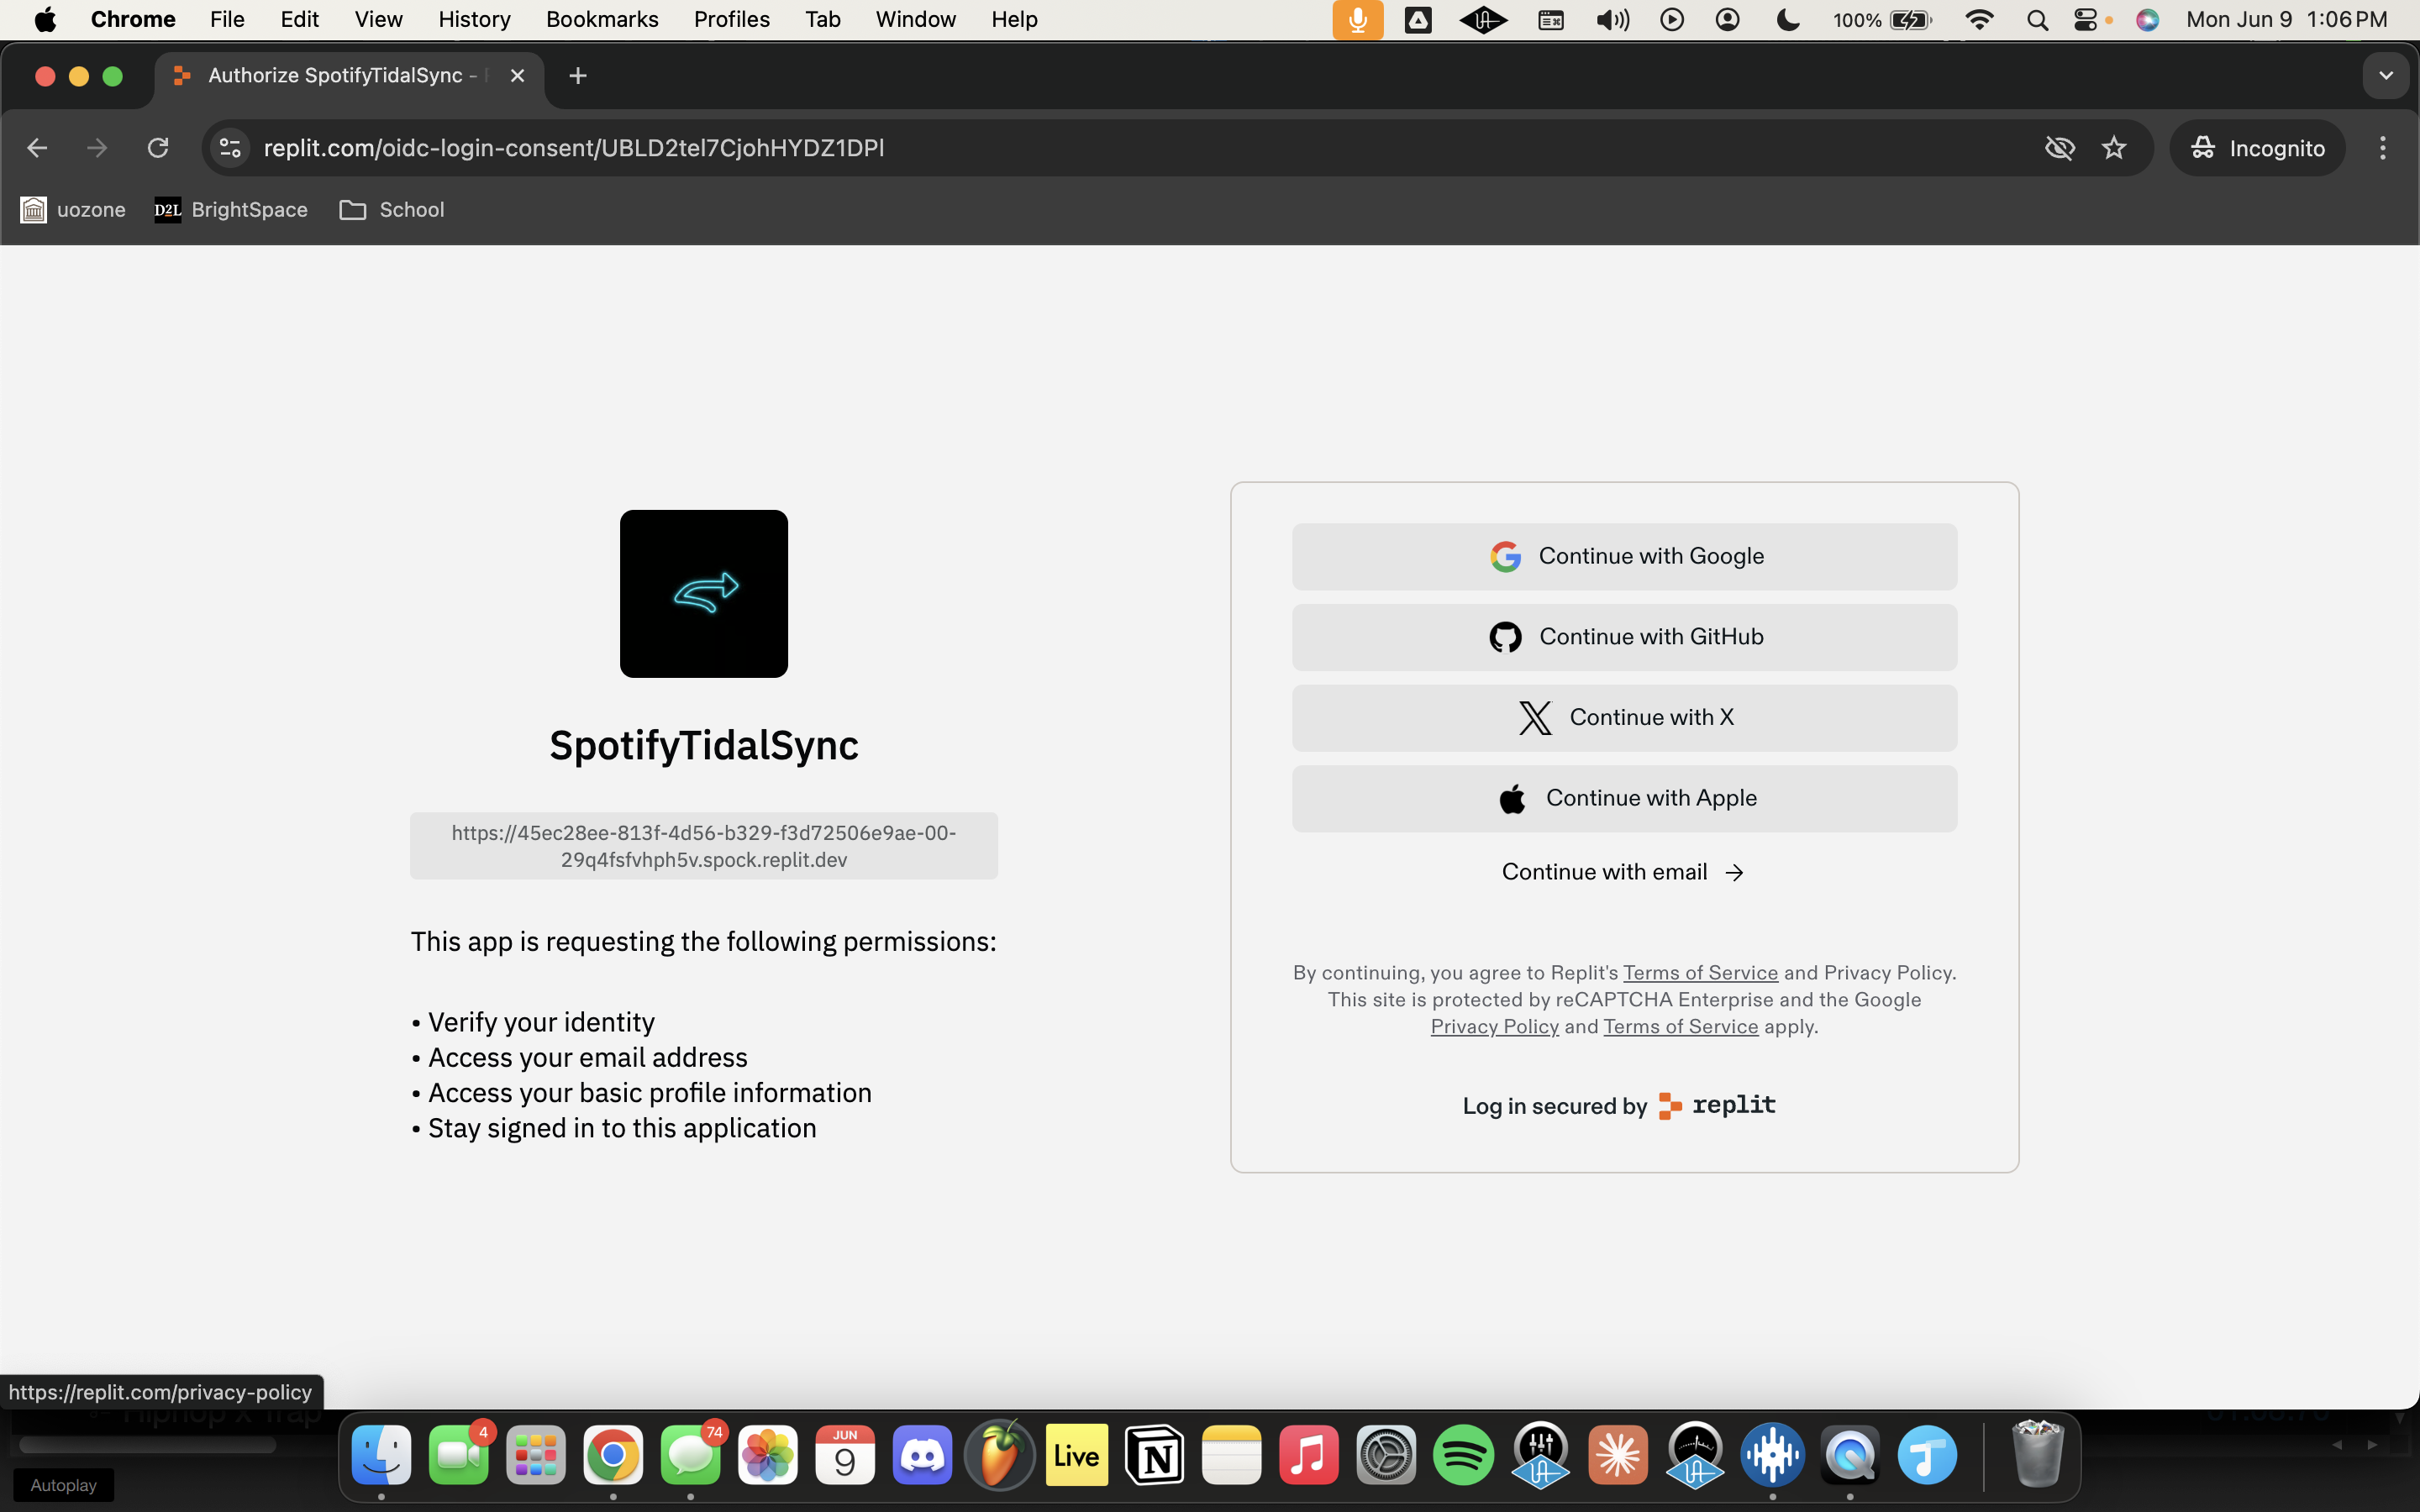 Chrome File Edit View History Bookmarks Profiles Tab Window Help 100% Mon Jun 9 1:06 PM
Authorize SpotifyTidalSync -
replit.com/oidc-login-consent/UBLD2tel7CjohHYDZ1DPl Incognito
uozone D2L BrightSpace School
SpotifyTidalSync
https://45ec28ee-813f-4d56-b329-f3d72506e9ae-00-
29q4fsfvhph5v.spock.replit.dev
This app is requesting the following permissions:
• Verify your identity
• Access your email address
• Access your basic profile information
• Stay signed in to this application
Continue with Google
Continue with GitHub
Continue with X
Continue with Apple
Continue with email →
By continuing, you agree to Replit's Terms of Service and Privacy Policy.
This site is protected by reCAPTCHA Enterprise and the Google
Privacy Policy and Terms of Service apply.
Log in secured by replit
https://replit.com/privacy-policy
4 74 JUN
9 Live
Autoplay